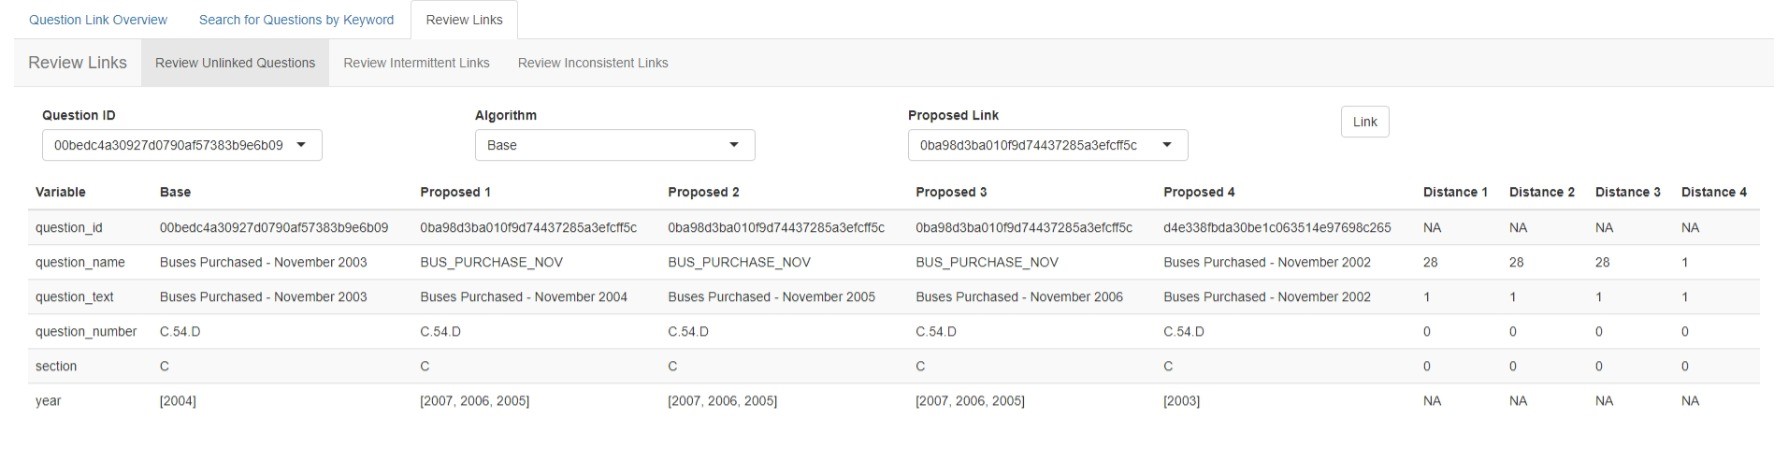 Question Link Overview Search for Questions by Keyword Review Links
Review Links Review Unlinked Questions Review Intermittent Links Review Inconsistent Links
Question ID Algorithm Proposed Link
00bedc4a30927d0790af57383b9e6b09 Base 0ba98d3ba010f9d74437285a3efcff5c Link
Variable Base Proposed 1 Proposed 2 Proposed 3 Proposed 4 Distance 1 Distance 2 Distance 3 Distance 4
question_id 00bedc4a30927d0790af57383b9e6b09 0ba98d3ba010f9d74437285a3efcff5c 0ba98d3ba010f9d74437285a3efcff5c 0ba98d3ba010f9d74437285a3efcff5c d4e338fbda30be1c063514e97698c265 NA NA NA NA
question_name Buses Purchased - November 2003 BUS_PURCHASE_NOV BUS_PURCHASE_NOV BUS_PURCHASE_NOV Buses Purchased - November 2002 28 28 28 1
question_text Buses Purchased - November 2003 Buses Purchased - November 2004 Buses Purchased - November 2005 Buses Purchased - November 2006 Buses Purchased - November 2002 1 1 1 1
question_number C.54.D C.54.D C.54.D C.54.D C.54.D 0 0 0 0
section C C C C C 0 0 0 0
year [2004] [2007, 2006, 2005] [2007, 2006, 2005] [2007, 2006, 2005] [2003] NA NA NA NA